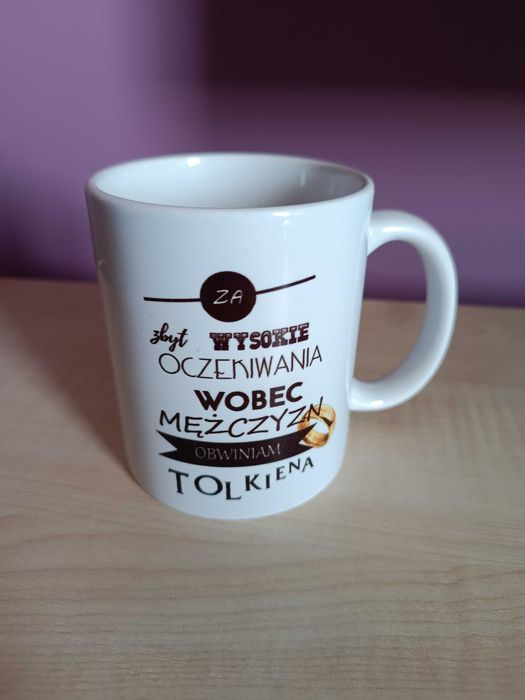 ZA
zbyt WYSOKIE
OCZEKIWANIA
WOBEC
MĘŻCZYZN
OBWINIAM
TOLKIENA